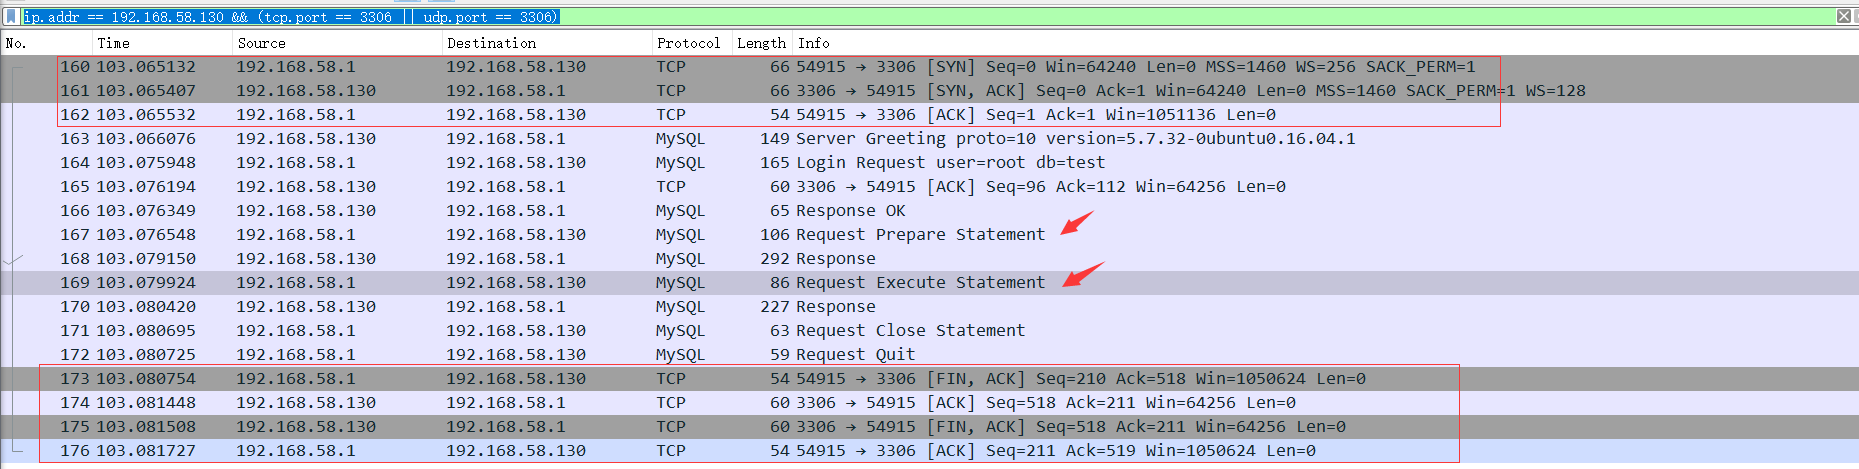 ip.addr == 192.168.58.130 && (tcp.port == 3306 || udp.port == 3306)
No. Time Source Destination Protocol Length Info
160 103.065132 192.168.58.1 192.168.58.130 TCP 66 54915 → 3306 [SYN] Seq=0 Win=64240 Len=0 MSS=1460 WS=256 SACK_PERM=1
161 103.065407 192.168.58.130 192.168.58.1 TCP 66 3306 → 54915 [SYN, ACK] Seq=0 Ack=1 Win=64240 Len=0 MSS=1460 SACK_PERM=1 WS=128
162 103.065532 192.168.58.1 192.168.58.130 TCP 54 54915 → 3306 [ACK] Seq=1 Ack=1 Win=1051136 Len=0
163 103.066076 192.168.58.130 192.168.58.1 MySQL 149 Server Greeting proto=10 version=5.7.32-0ubuntu0.16.04.1
164 103.075948 192.168.58.1 192.168.58.130 MySQL 165 Login Request user=root db=test
165 103.076194 192.168.58.130 192.168.58.1 TCP 60 3306 → 54915 [ACK] Seq=96 Ack=112 Win=64256 Len=0
166 103.076349 192.168.58.130 192.168.58.1 MySQL 65 Response OK
167 103.076548 192.168.58.1 192.168.58.130 MySQL 106 Request Prepare Statement
168 103.079150 192.168.58.130 192.168.58.1 MySQL 292 Response
169 103.079924 192.168.58.1 192.168.58.130 MySQL 86 Request Execute Statement
170 103.080420 192.168.58.130 192.168.58.1 MySQL 227 Response
171 103.080695 192.168.58.1 192.168.58.130 MySQL 63 Request Close Statement
172 103.080725 192.168.58.1 192.168.58.130 MySQL 59 Request Quit
173 103.080754 192.168.58.1 192.168.58.130 TCP 54 54915 → 3306 [FIN, ACK] Seq=210 Ack=518 Win=1050624 Len=0
174 103.081448 192.168.58.130 192.168.58.1 TCP 60 3306 → 54915 [ACK] Seq=518 Ack=211 Win=64256 Len=0
175 103.081508 192.168.58.130 192.168.58.1 TCP 60 3306 → 54915 [FIN, ACK] Seq=518 Ack=211 Win=64256 Len=0
176 103.081727 192.168.58.1 192.168.58.130 TCP 54 54915 → 3306 [ACK] Seq=211 Ack=519 Win=1050624 Len=0